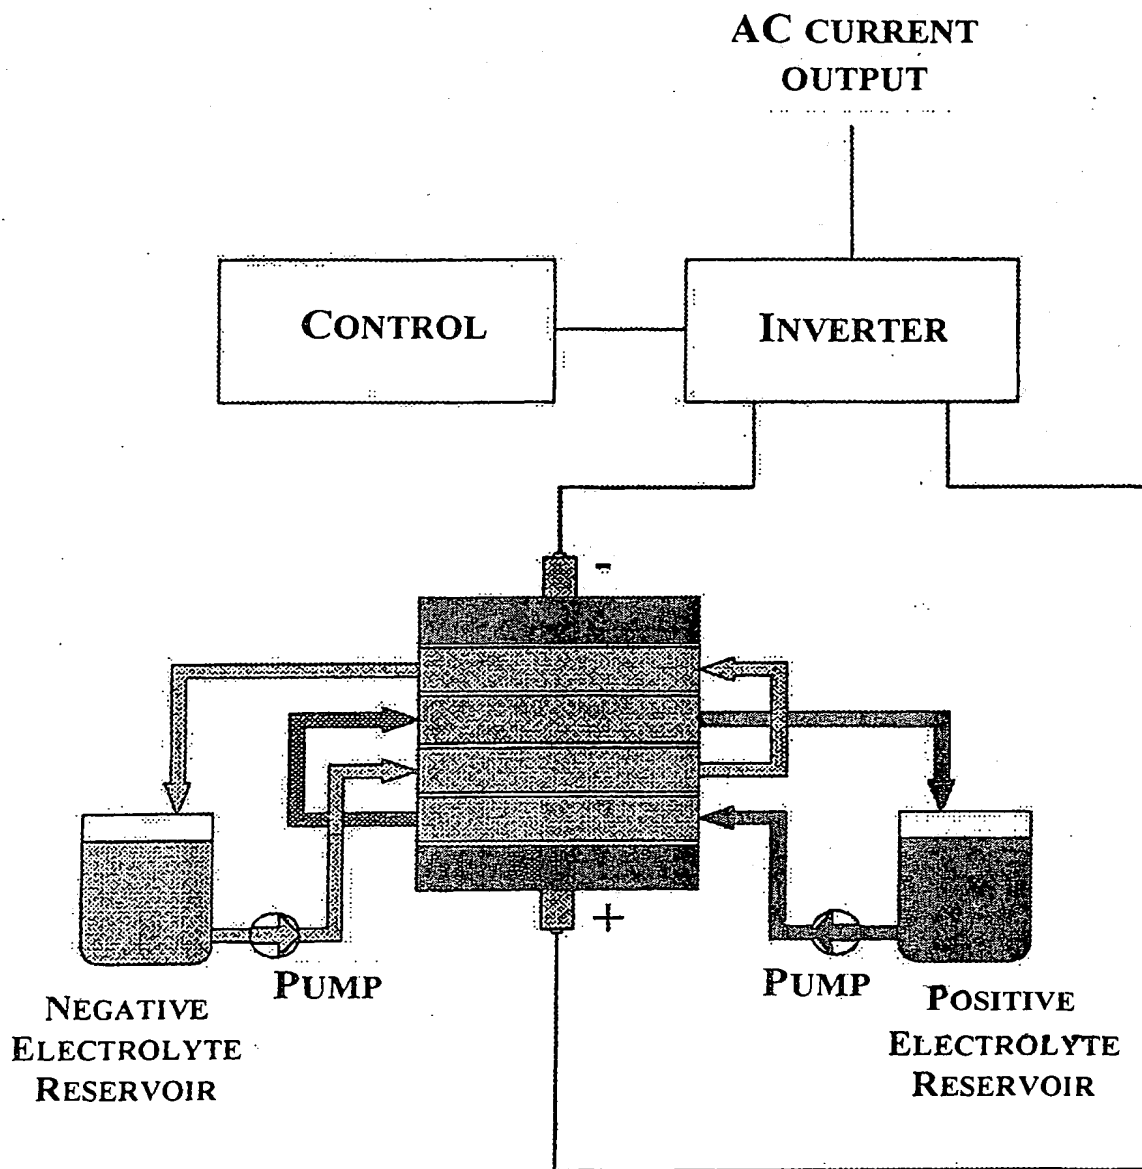 AC CURRENT
OUTPUT
CONTROL
INVERTER
-
+
PUMP
PUMP
NEGATIVE
ELECTROLYTE
RESERVOIR
POSITIVE
ELECTROLYTE
RESERVOIR